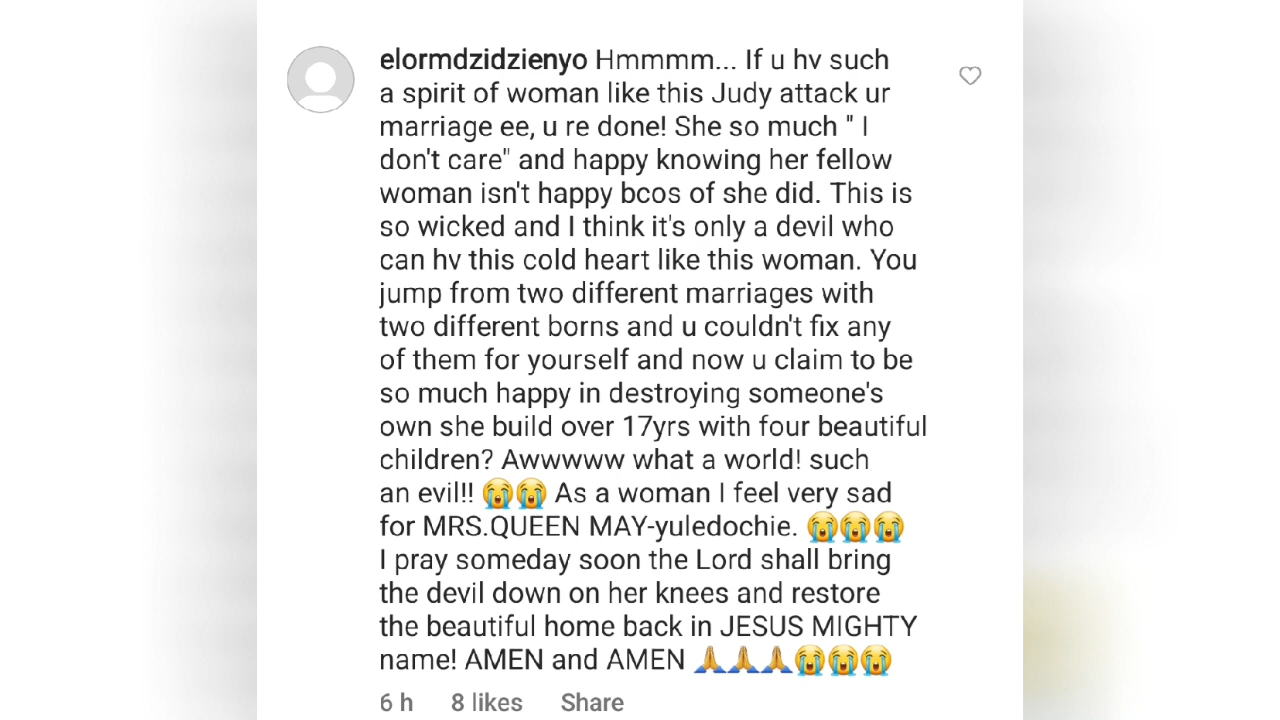 elormdzidzienyo Hmmmm... If u hv such
a spirit of woman like this Judy attack ur
marriage ee, u re done! She so much " I
don't care" and happy knowing her fellow
woman isn't happy bcos of she did. This is
so wicked and I think it's only a devil who
can hv this cold heart like this woman. You
jump from two different marriages with
two different borns and u couldn't fix any
of them for yourself and now u claim to be
so much happy in destroying someone's
own she build over 17yrs with four beautiful
children? Awwwww what a world! such
an evil!! 😭😭 As a woman I feel very sad
for MRS.QUEEN MAY-yuledochie. 😭😭😭
I pray someday soon the Lord shall bring
the devil down on her knees and restore
the beautiful home back in JESUS MIGHTY
name! AMEN and AMEN 🙏🙏🙏😭😭😭
6 h 8 likes Share